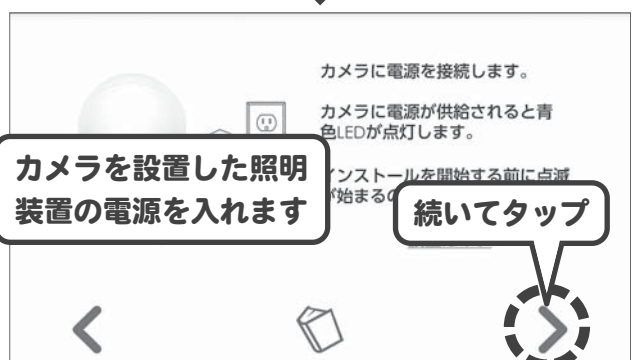 カメラに電源を接続します。
カメラに電源が供給されると青
色LEDが点灯します。
ンストールを開始する前に点滅
始まるの
カメラを設置した照明
装置の電源を入れます
続いてタップ